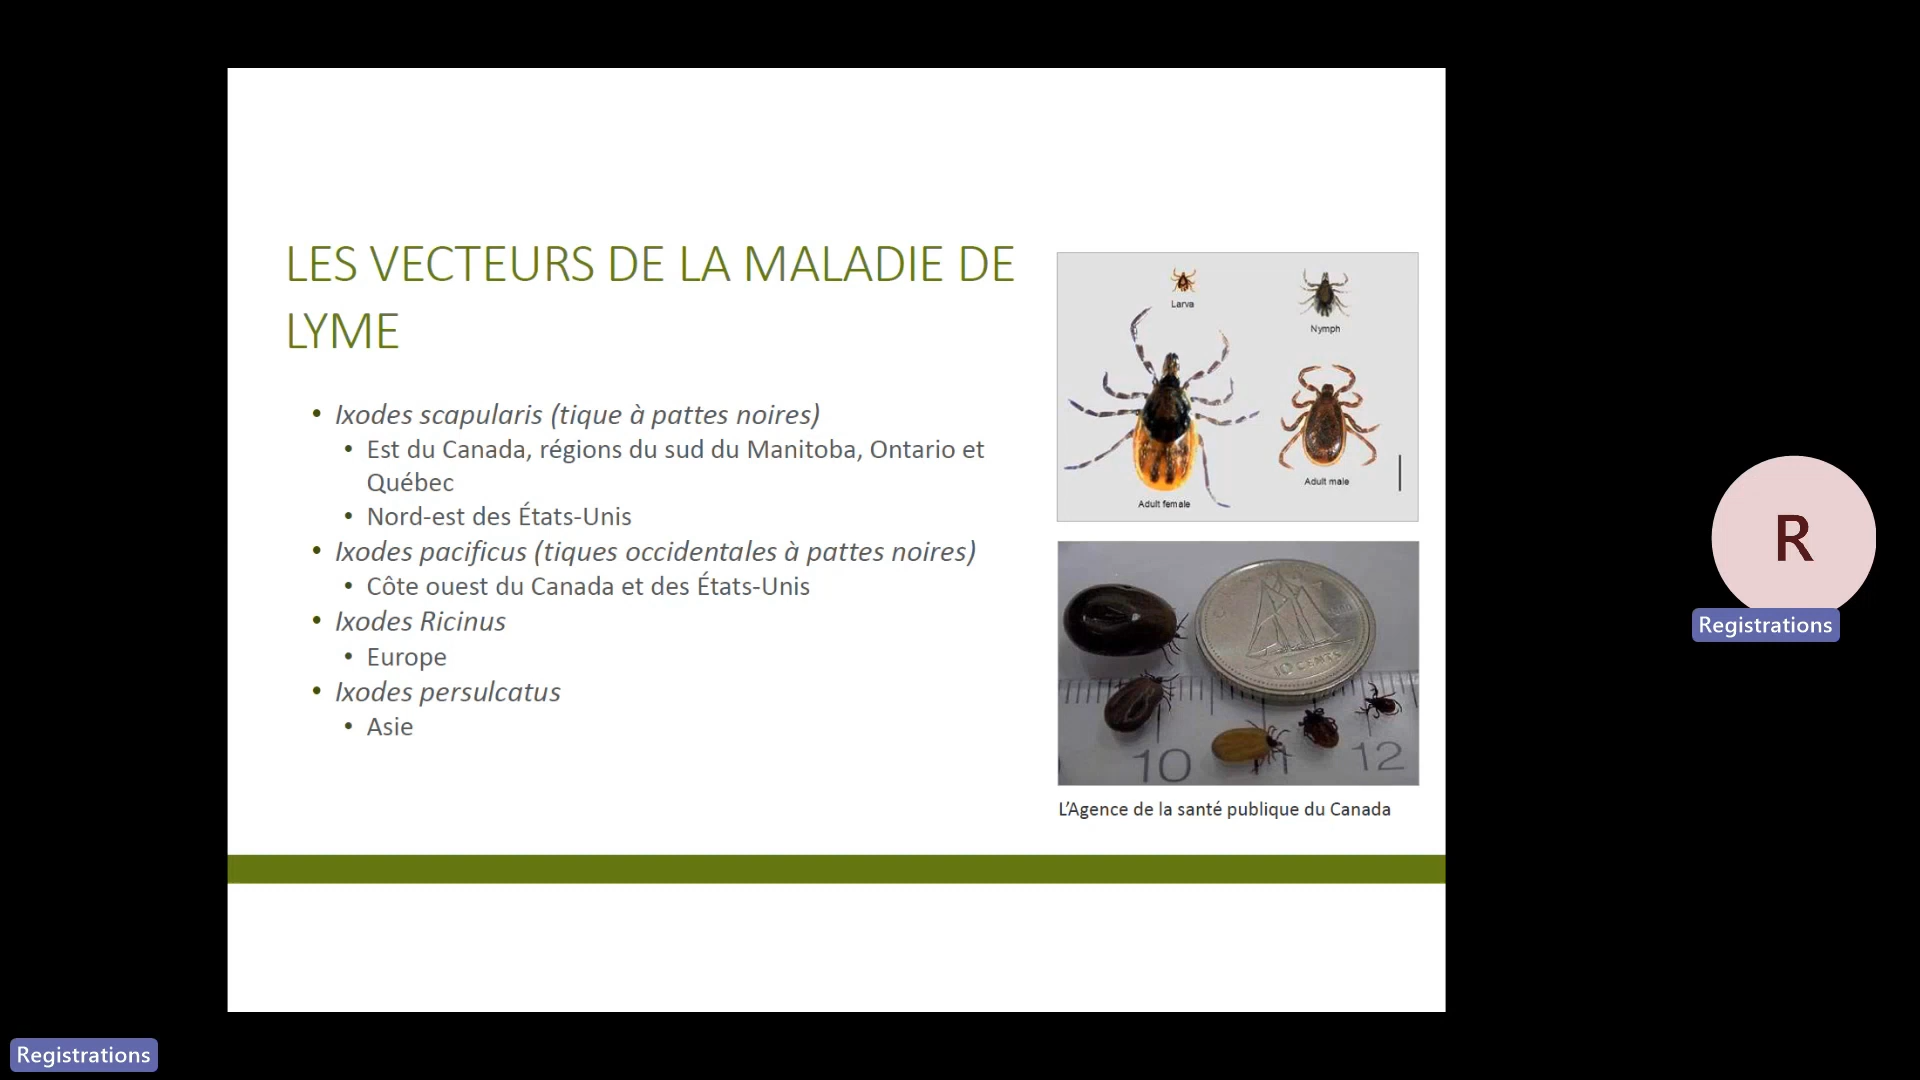 LES VECTEURS DE LA MALADIE DE
LYME
• Ixodes scapularis (tique à pattes noires)
• Est du Canada, régions du sud du Manitoba, Ontario et
Québec
• Nord-est des États-Unis
• Ixodes pacificus (tiques occidentales à pattes noires)
• Côte ouest du Canada et des États-Unis
• Ixodes Ricinus
• Europe
• Ixodes persulcatus
• Asie
Larva
Nymph
Adult female
Adult male
10 CENTS
10
12
L'Agence de la santé publique du Canada
R
Registrations
Registrations